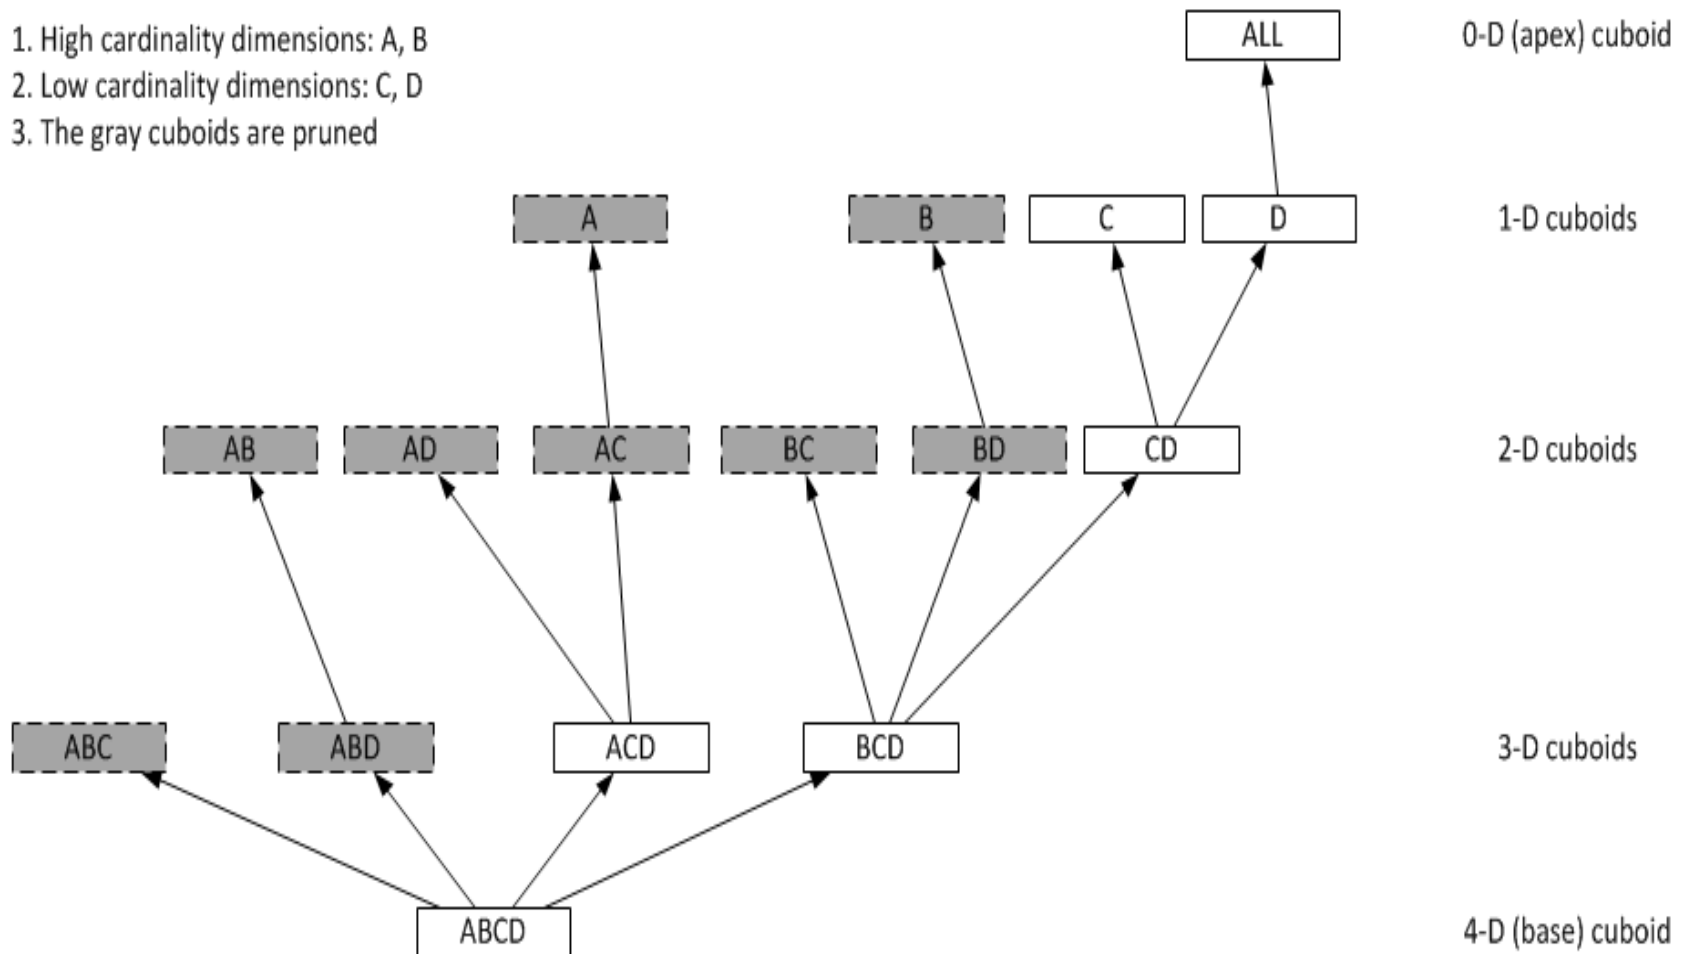 1. High cardinality dimensions: A, B
2. Low cardinality dimensions: C, D
3. The gray cuboids are pruned
ALL
0-D (apex) cuboid
A
B
C
D
1-D cuboids
AB
AD
AC
BC
BD
CD
2-D cuboids
ABC
ABD
ACD
BCD
3-D cuboids
ABCD
4-D (base) cuboid